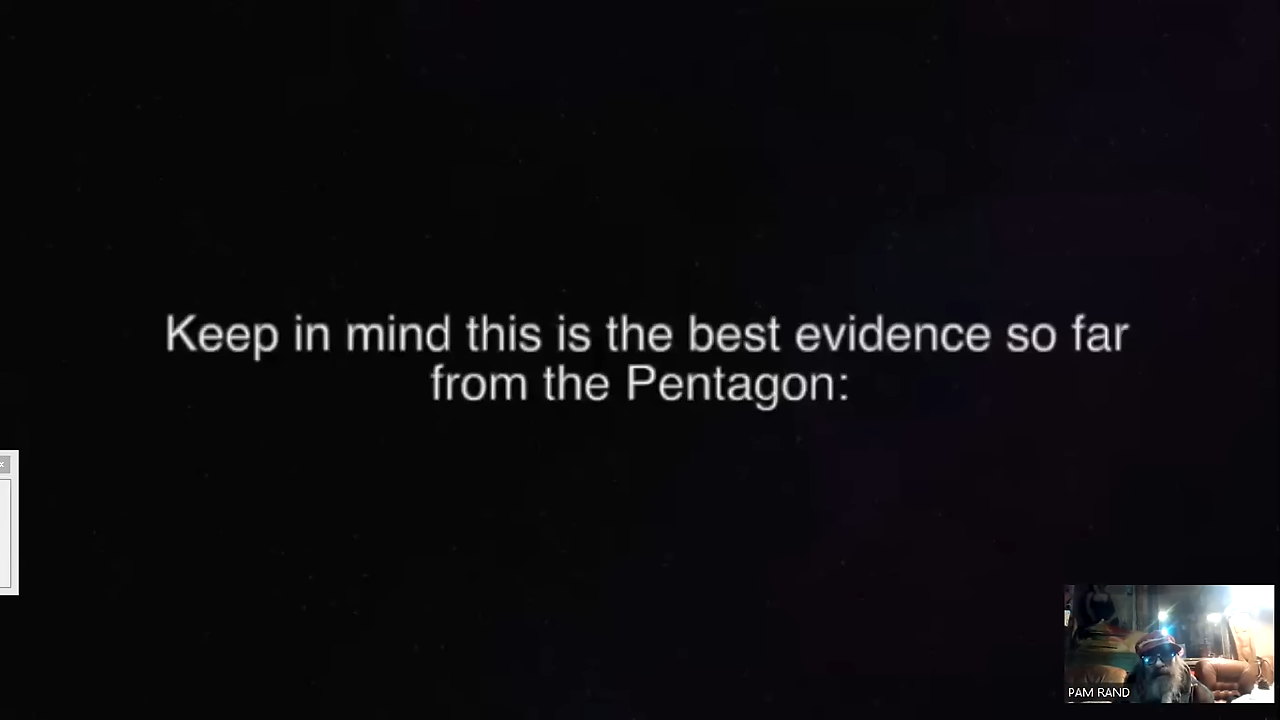 Keep in mind this is the best evidence so far
from the Pentagon:
PAM RAND